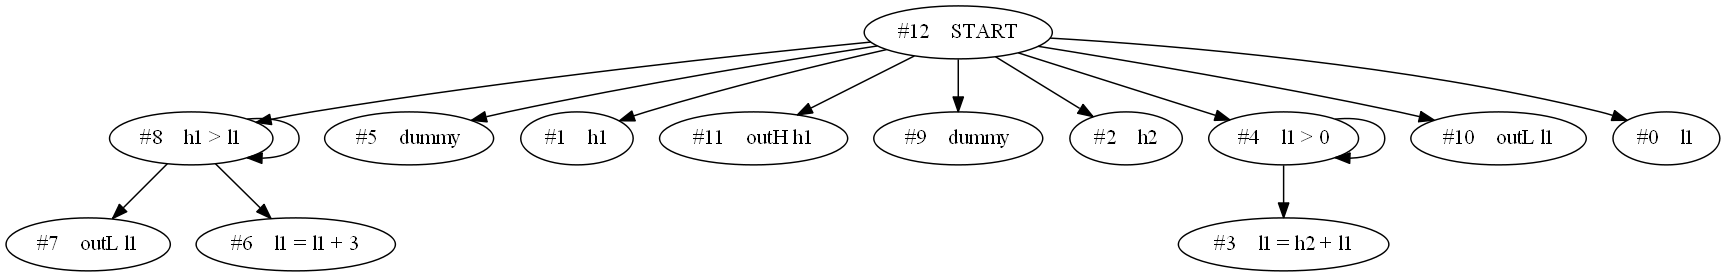 #12 START
#8 h1 > l1
#5 dummy
#1 h1
#11 outH h1
#9 dummy
#2 h2
#4 l1 > 0
#10 outL l1
#0 l1
#7 outL l1
#6 l1 = l1 + 3
#3 l1 = h2 + l1